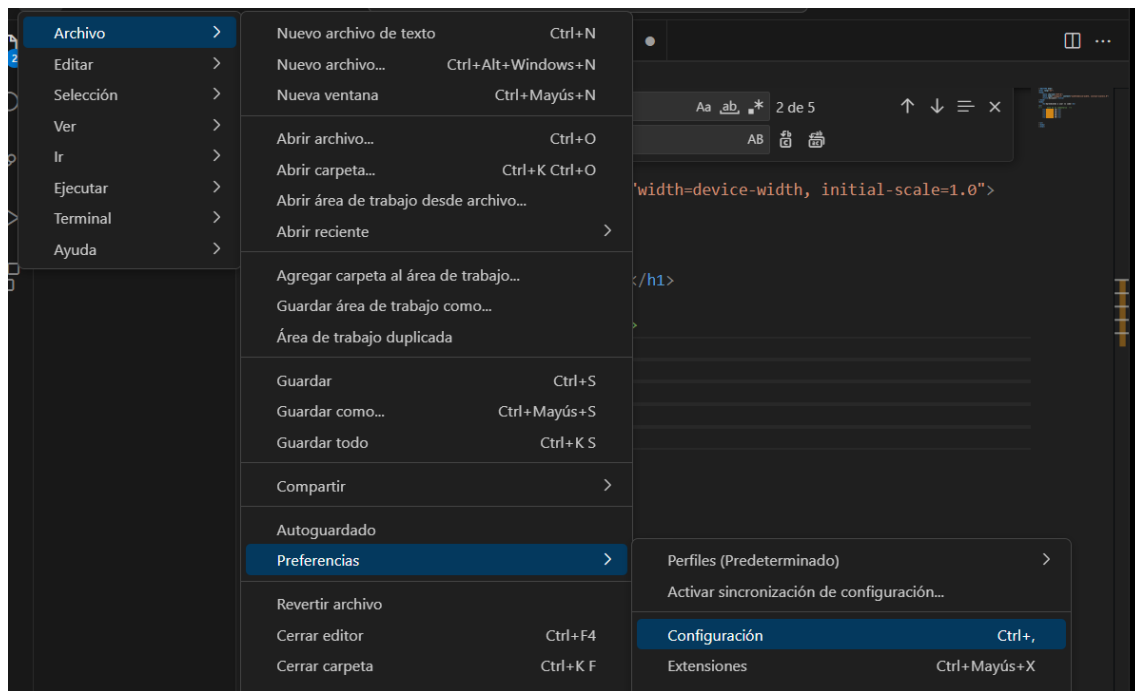 Archivo
Editar
Selección
Ver
Ir
Ejecutar
Terminal
Ayuda
Nuevo archivo de texto Ctrl+N
Nuevo archivo... Ctrl+Alt+Windows+N
Nueva ventana Ctrl+Mayús+N
Abrir archivo... Ctrl+O
Abrir carpeta... Ctrl+K Ctrl+O
Abrir área de trabajo desde archivo...
Abrir reciente
Agregar carpeta al área de trabajo...
Guardar área de trabajo como...
Área de trabajo duplicada
Guardar Ctrl+S
Guardar como... Ctrl+Mayús+S
Guardar todo Ctrl+K S
Compartir
Autoguardado
Preferencias
Revertir archivo
Cerrar editor Ctrl+F4
Cerrar carpeta Ctrl+K F
Perfiles (Predeterminado)
Activar sincronización de configuración...
Configuración Ctrl+,
Extensiones Ctrl+Mayús+X
2
Aa ab .* 2 de 5
AB
"width=device-width, initial-scale=1.0">
</h1>
>